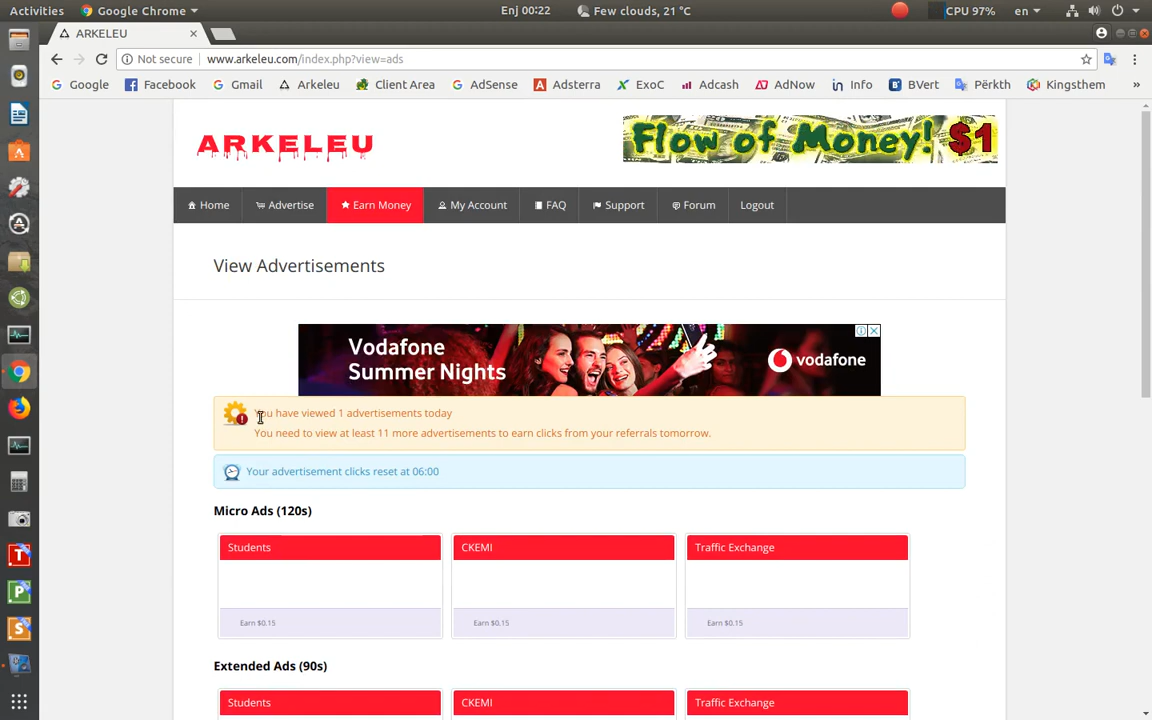 Activities
Google Chrome
Enj 00:22
Few clouds, 21 °C
CPU 97%
en
ARKELEU
Not secure
www.arkeleu.com/index.php?view=ads
Google
Facebook
Gmail
Arkeleu
Client Area
AdSense
Adsterra
ExoC
Adcash
AdNow
Info
BVert
Përkth
Kingsthem
»
ARKELEU
Flow of Money! $1
Home
Advertise
Earn Money
My Account
FAQ
Support
Forum
Logout
View Advertisements
Vodafone
Summer Nights
vodafone
You have viewed 1 advertisements today
You need to view at least 11 more advertisements to earn clicks from your referrals tomorrow.
Your advertisement clicks reset at 06:00
Micro Ads (120s)
Students
CKEMI
Traffic Exchange
Earn $0.15
Earn $0.15
Earn $0.15
Extended Ads (90s)
Students
CKEMI
Traffic Exchange